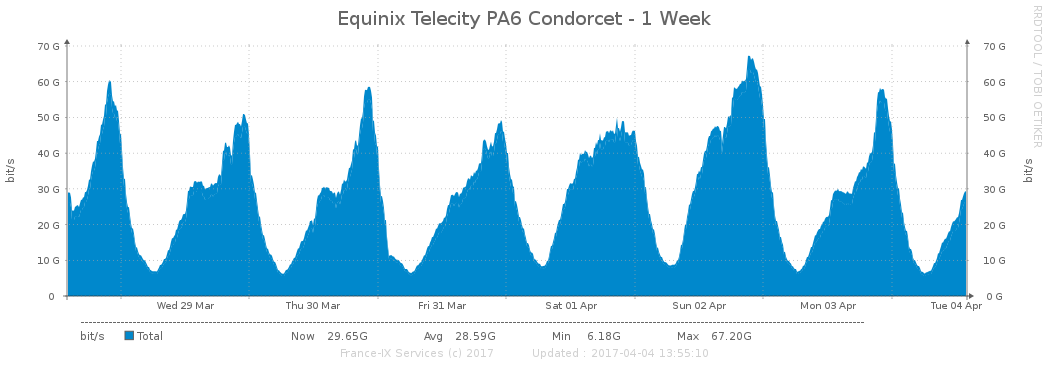 Equinix Telecity PA6 Condorcet - 1 Week
RRDTOOL / TOBI OETIKER
70 G 70 G
60 G 60 G
50 G 50 G
40 G 40 G
30 G 30 G
20 G 20 G
10 G 10 G
0 0 G
bit/s bit/s
Wed 29 Mar Thu 30 Mar Fri 31 Mar Sat 01 Apr Sun 02 Apr Mon 03 Apr Tue 04 Apr
bit/s Total Now 29.65G Avg 28.59G Min 6.18G Max 67.20G
France-IX Services (c) 2017 Updated : 2017-04-04 13:55:10